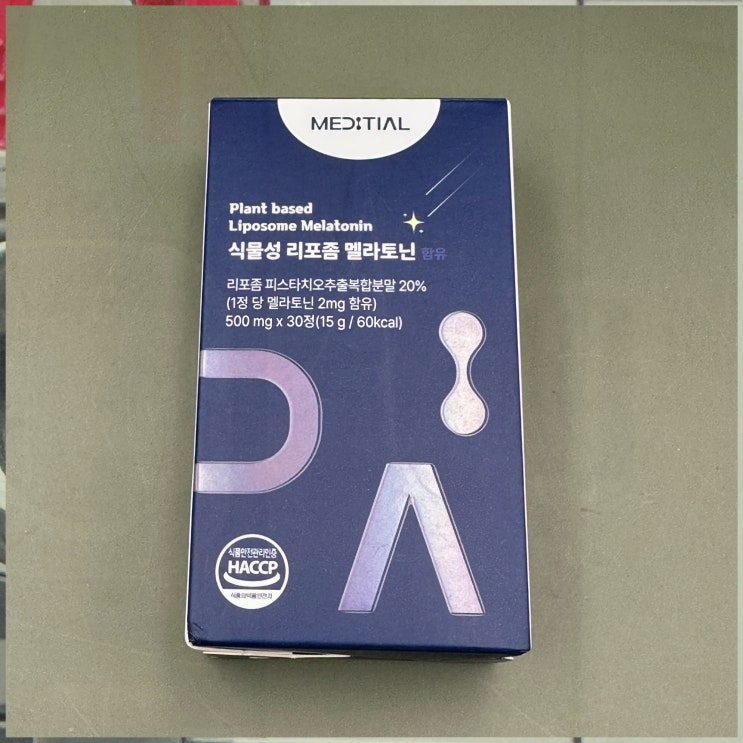 MEDITIAL
Plant based
Liposome Melatonin
식물성 리포좀 멜라토닌 함유
리포좀 피스타치오추출복합분말 20%
(1정 당 멜라토닌 2mg 함유)
500 mg x 30정(15 g / 60kcal)
식품안전관리인증
HACCP
식품의약품안전처